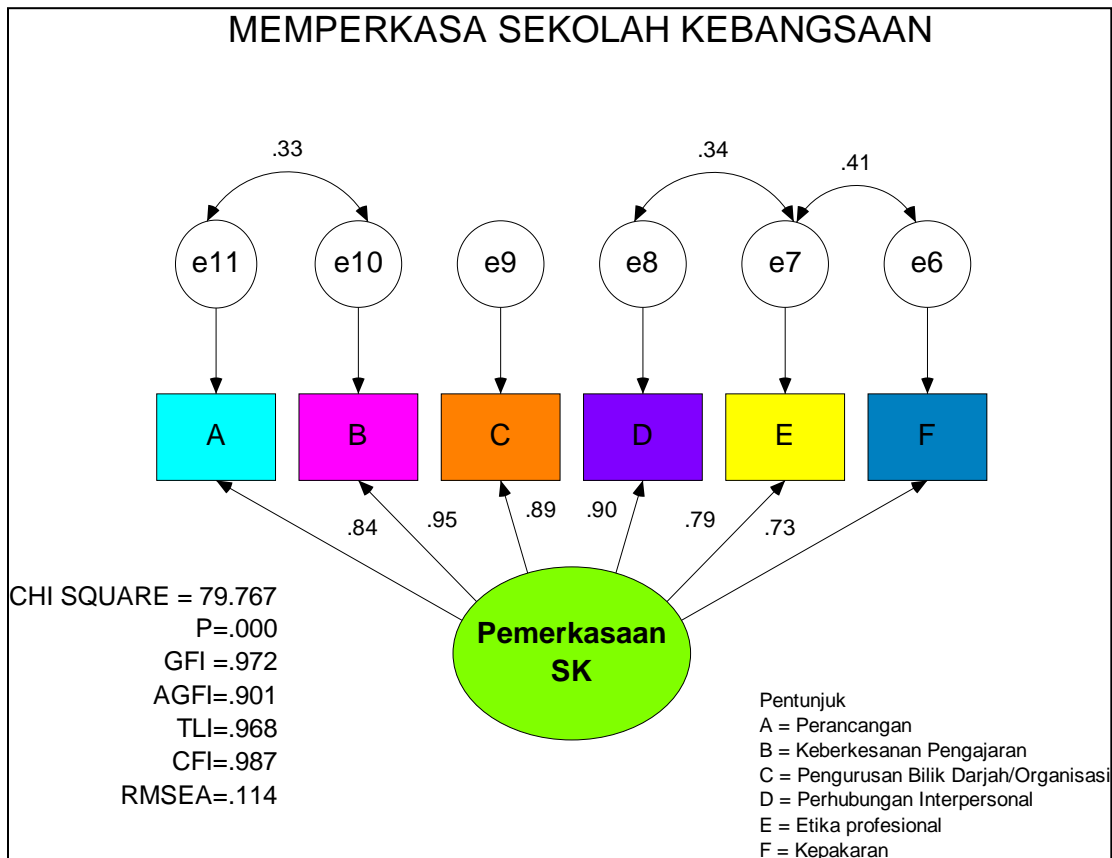 MEMPERKASA SEKOLAH KEBANGSAAN
.33
.34
.41
e11
e10
e9
e8
e7
e6
A
B
C
D
E
F
.84
.95
.89
.90
.79
.73
Pemerkasaan
SK
CHI SQUARE = 79.767
P=.000
GFI =.972
AGFI=.901
TLI=.968
CFI=.987
RMSEA=.114
Pentunjuk
A = Perancangan
B = Keberkesanan Pengajaran
C = Pengurusan Bilik Darjah/Organisasi
D = Perhubungan Interpersonal
E = Etika profesional
F = Kepakaran